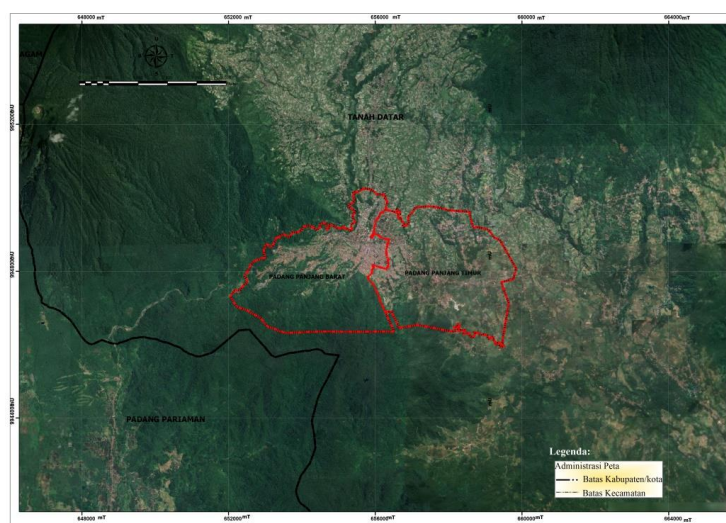 648000 mT 652000 mT 656000 mT 660000 mT 664000 mT
AGAM
TANAH DATAR
PADANG PANJANG BARAT
PADANG PANJANG TIMUR
PADANG PARIAMAN
Legenda:
Administrasi Peta
Batas Kabupaten/kota
Batas Kecamatan
648000 mT 652000 mT 656000 mT 660000 mT 664000 mT